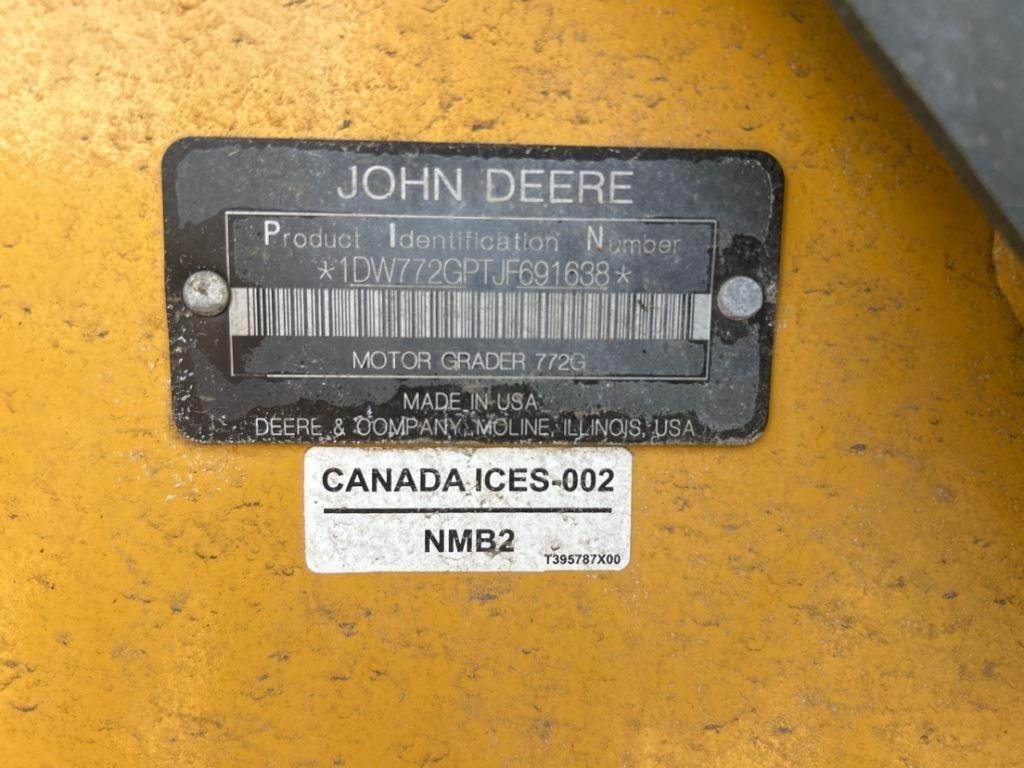 JOHN DEERE
Product Identification Number
*1DW772GPTJF691638*
MOTOR GRADER 772G
MADE IN USA
DEERE & COMPANY, MOLINE, ILLINOIS, USA
CANADA ICES-002
NMB2
T395787X00